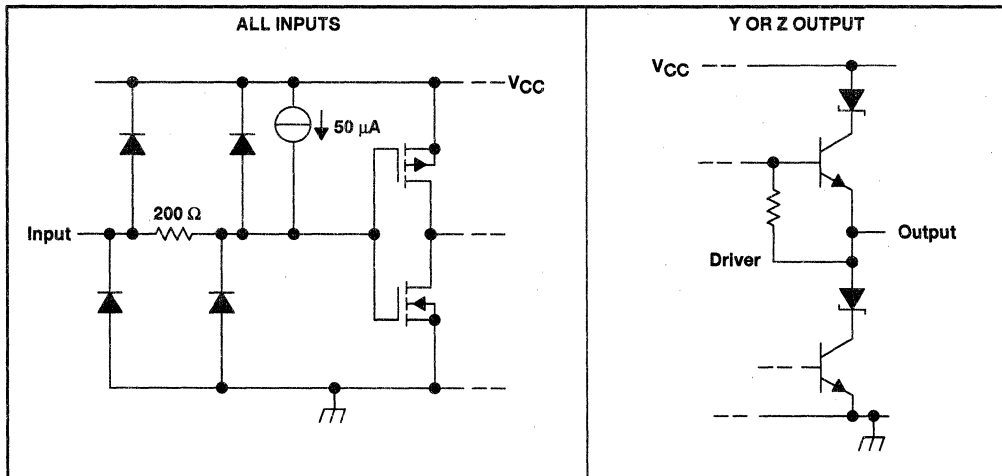 ALL INPUTS
VCC
50 µA
200 Ω
Input
Y OR Z OUTPUT
VCC
Output
Driver